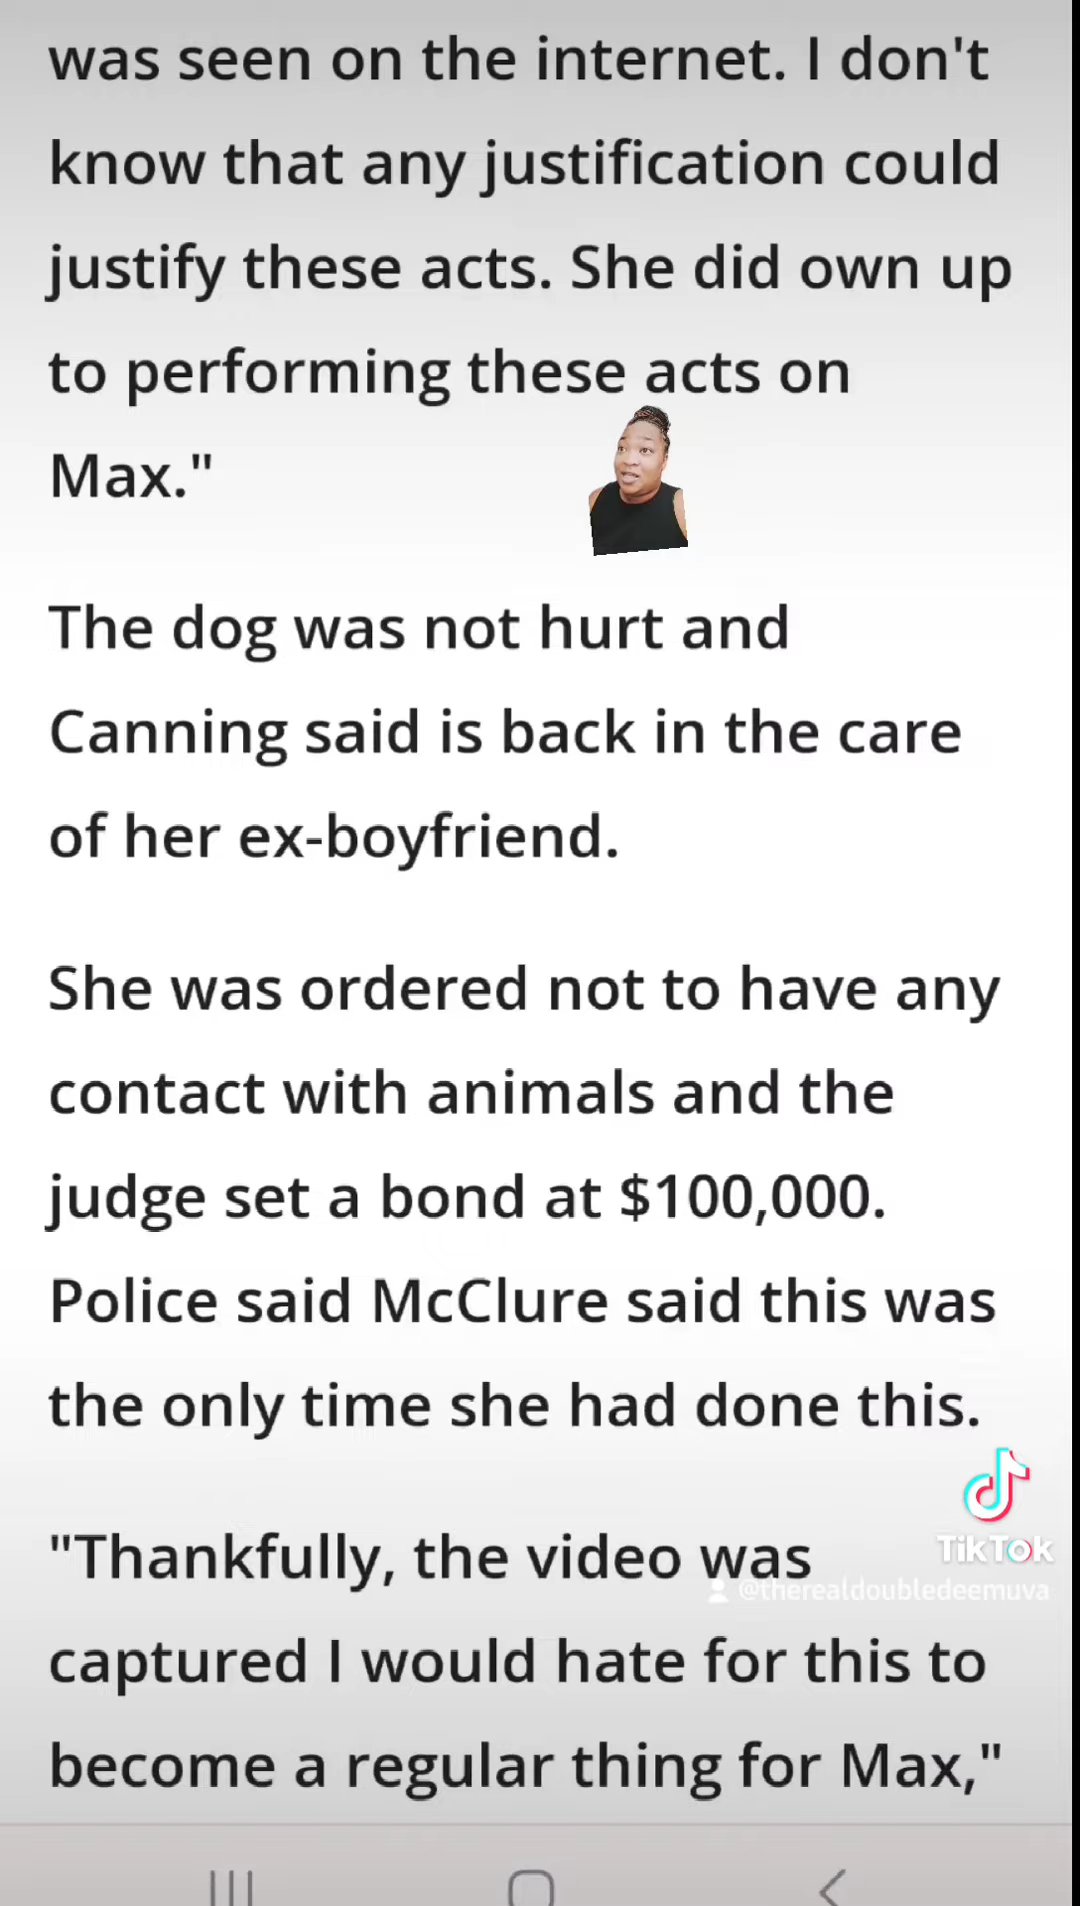 was seen on the internet. I don't
know that any justification could
justify these acts. She did own up
to performing these acts on
Max."
The dog was not hurt and
Canning said is back in the care
of her ex-boyfriend.
She was ordered not to have any
contact with animals and the
judge set a bond at $100,000.
Police said McClure said this was
the only time she had done this.
TikTok
@therealdoubledeemuva
"Thankfully, the video was
captured I would hate for this to
become a regular thing for Max,"